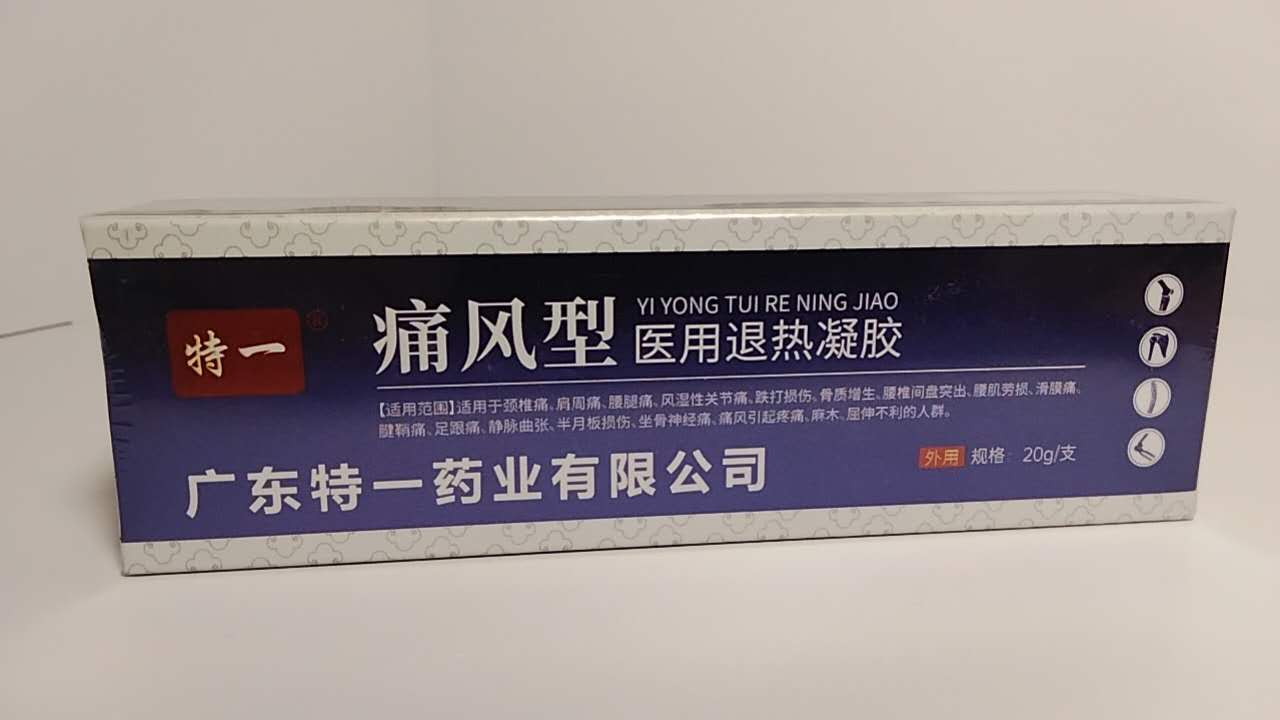 特一
®
痛风型
YI YONG TUI RE NING JIAO
医用退热凝胶
【适用范围】适用于颈椎痛、肩周痛、腰腿痛、风湿性关节痛、跌打损伤、骨质增生、腰椎间盘突出、腰肌劳损、滑膜痛、
腱鞘痛、足跟痛、静脉曲张、半月板损伤、坐骨神经痛、痛风引起疼痛、麻木、屈伸不利的人群。
广东特一药业有限公司
外用 规格：20g/支